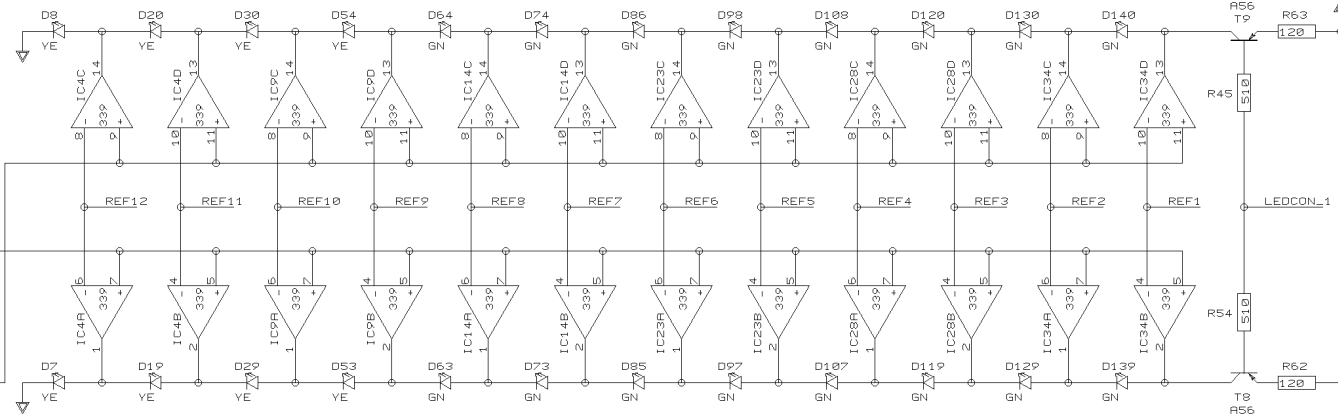 D8 D20 D30 D54 D64 D74 D86 D98 D108 D120 D130 D140 A56 T9 R63 120
YE YE YE YE GN GN GN GN GN GN GN GN
IC4C IC4D IC9C IC9D IC14C IC14D IC23C IC23D IC28C IC28D IC34C IC34D
14 13 14 13 14 13 14 13 14 13 14 13
339 339 339 339 339 339 339 339 339 339 339 339
- + - + - + - + - + - + - + - + - + - + - + - +
8 9 10 11 8 9 10 11 8 9 10 11 8 9 10 11 8 9 10 11 8 9 10 11
R45 510
REF12 REF11 REF10 REF9 REF8 REF7 REF6 REF5 REF4 REF3 REF2 REF1 LEDCON_1
6 7 4 5 6 7 4 5 6 7 4 5 6 7 4 5 6 7 4 5 6 7 4 5
- + - + - + - + - + - + - + - + - + - + - + - +
339 339 339 339 339 339 339 339 339 339 339 339
R54 510
IC4A IC4B IC9A IC9B IC14A IC14B IC23A IC23B IC28A IC28B IC34A IC34B
1 2 1 2 1 2 1 2 1 2 1 2
D7 D19 D29 D53 D63 D73 D85 D97 D107 D119 D129 D139 R62
120
YE YE YE YE GN GN GN GN GN GN GN GN T8
A56